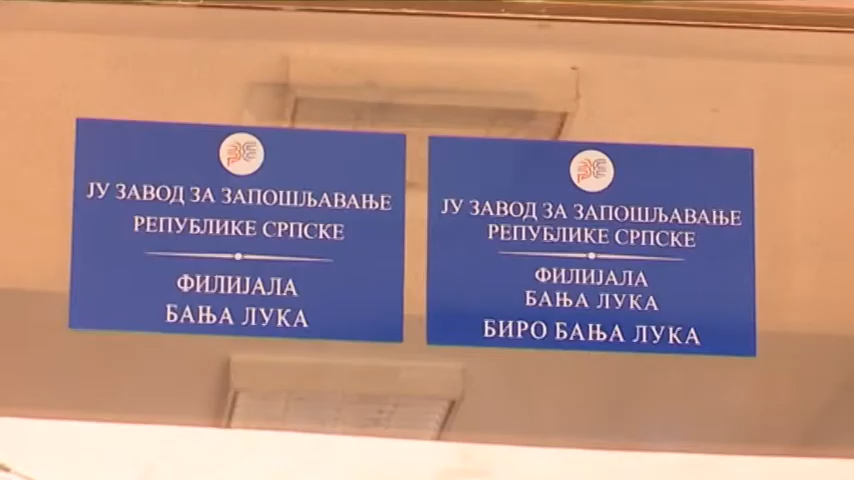 ЈУ ЗАВОД ЗА ЗАПОШЉАВАЊЕ
РЕПУБЛИКЕ СРПСКЕ
ФИЛИЈАЛА
БАЊА ЛУКА
ЈУ ЗАВОД ЗА ЗАПОШЉАВАЊЕ
РЕПУБЛИКЕ СРПСКЕ
ФИЛИЈАЛА
БАЊА ЛУКА
БИРО БАЊА ЛУКА